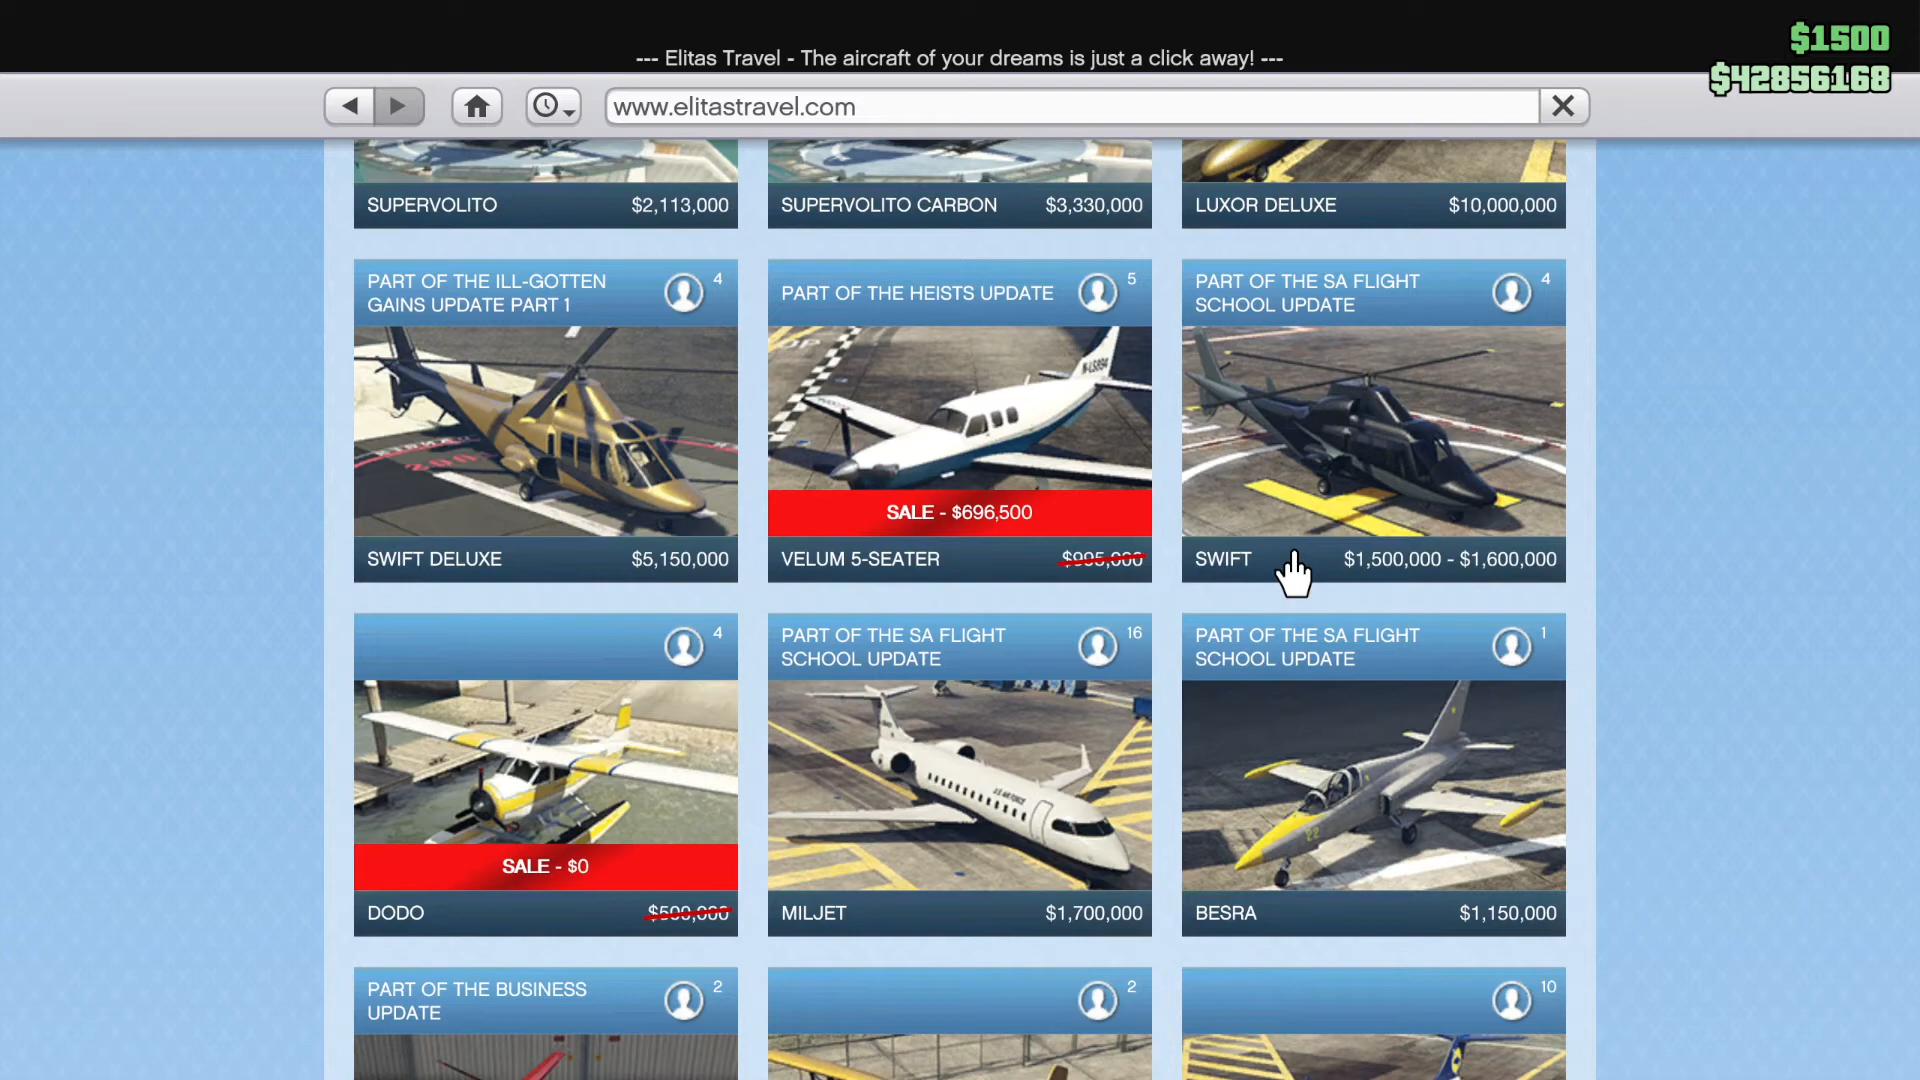 $1500
--- Elitas Travel - The aircraft of your dreams is just a click away! ---
$42856168
www.elitastravel.com
SUPERVOLITO $2,113,000
SUPERVOLITO CARBON $3,330,000
LUXOR DELUXE $10,000,000
PART OF THE ILL-GOTTEN
GAINS UPDATE PART 1
4
PART OF THE HEISTS UPDATE
5
PART OF THE SA FLIGHT
SCHOOL UPDATE
4
N-LS894
SALE - $696,500
SWIFT DELUXE $5,150,000
VELUM 5-SEATER $995,000
SWIFT $1,500,000 - $1,600,000
4
PART OF THE SA FLIGHT
SCHOOL UPDATE
16
PART OF THE SA FLIGHT
SCHOOL UPDATE
1
22
SALE - $0
DODO $500,000
MILJET $1,700,000
BESRA $1,150,000
PART OF THE BUSINESS
UPDATE
2
2
10